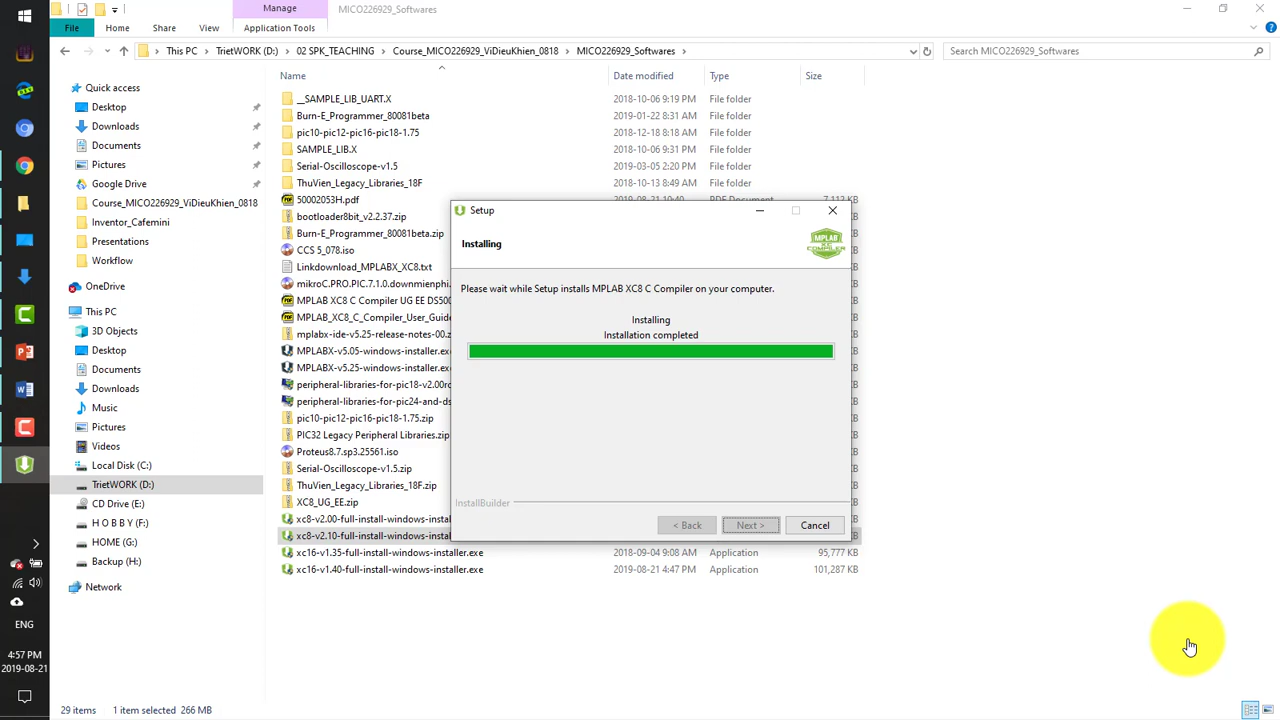 Manage
MICO226929_Softwares
File
Home
Share
View
Application Tools
This PC
TrietWORK (D:)
02 SPK_TEACHING
Course_MICO226929_ViDieuKhien_0818
MICO226929_Softwares
Search MICO226929_Softwares
Name
Date modified
Type
Size
Quick access
Desktop
Downloads
Documents
Pictures
Google Drive
Course_MICO226929_ViDieuKhien_0818
Inventor_Cafemini
Presentations
Workflow
OneDrive
This PC
3D Objects
Desktop
Documents
Downloads
Music
Pictures
Videos
Local Disk (C:)
TrietWORK (D:)
CD Drive (E:)
H O B B Y (F:)
HOME (G:)
Backup (H:)
Network
__SAMPLE_LIB_UART.X 2018-10-06 9:19 PM File folder
Burn-E_Programmer_80081beta 2019-01-22 8:31 AM File folder
pic10-pic12-pic16-pic18-1.75 2018-12-18 8:18 AM File folder
SAMPLE_LIB.X 2018-10-06 9:31 PM File folder
Serial-Oscilloscope-v1.5 2019-03-05 2:20 PM File folder
ThuVien_Legacy_Libraries_18F 2018-10-13 8:49 AM File folder
50002053H.pdf
bootloader8bit_v2.2.37.zip
Burn-E_Programmer_80081beta.zip
CCS 5_078.iso
Linkdownload_MPLABX_XC8.txt
mikroC.PRO.PIC.7.1.0.downmienphi
MPLAB XC8 C Compiler UG EE DS500
MPLAB_XC8_C_Compiler_User_Guide
mplabx-ide-v5.25-release-notes-00.z
MPLABX-v5.05-windows-installer.exe
MPLABX-v5.25-windows-installer.exe
peripheral-libraries-for-pic18-v2.00rc
peripheral-libraries-for-pic24-and-ds
pic10-pic12-pic16-pic18-1.75.zip
PIC32 Legacy Peripheral Libraries.zip
Proteus8.7.sp3.25561.iso
Serial-Oscilloscope-v1.5.zip
ThuVien_Legacy_Libraries_18F.zip
XC8_UG_EE.zip
xc8-v2.00-full-install-windows-instal
xc8-v2.10-full-install-windows-instal
xc16-v1.35-full-install-windows-installer.exe 2018-09-04 9:08 AM Application 95,777 KB
xc16-v1.40-full-install-windows-installer.exe 2019-08-21 4:47 PM Application 101,287 KB
Setup
Installing
MPLAB
XC
COMPILER
Please wait while Setup installs MPLAB XC8 C Compiler on your computer.
Installing
Installation completed
InstallBuilder
< Back
Next >
Cancel
ENG
4:57 PM
2019-08-21
29 items
1 item selected 266 MB